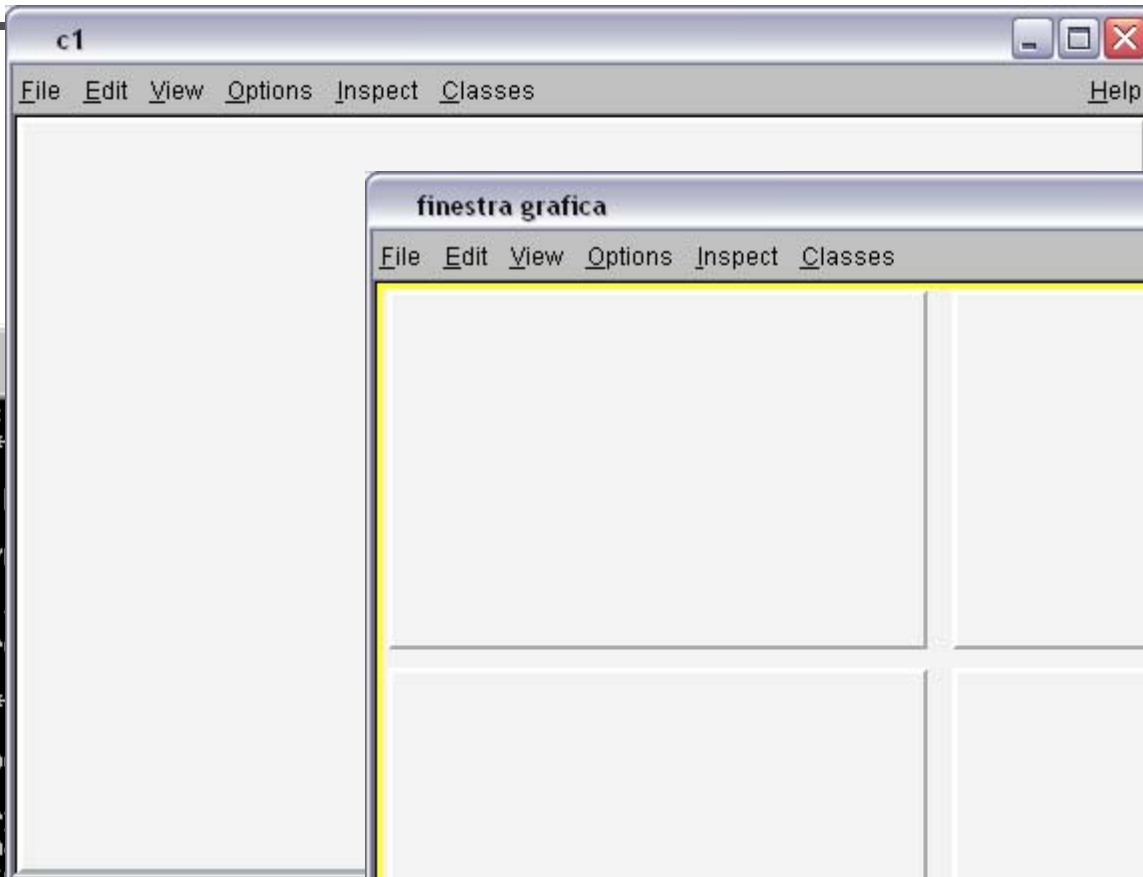 c1
File Edit View Options Inspect Classes Help
finestra grafica
File Edit View Options Inspect Classes